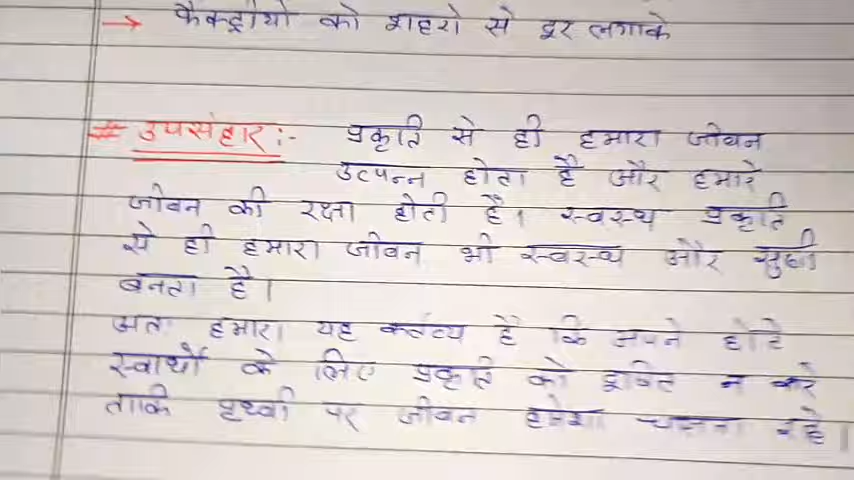 → फैक्ट्रीयो को शहरो से दूर लगाके
# उपसंहार :- प्रकृति से ही हमारा जीवन
उत्पन्न होता है और हमारे
जीवन की रक्षा होती है। स्वस्थ प्रकृति
से ही हमारा जीवन भी स्वस्थ और सुखी
बनता है।
अतः हमारा यह कर्तव्य है कि अपने छोटे
स्वार्थो के लिए प्रकृति को दूषित न करे
ताकि पृथ्वी पर जीवन हमेशा चलता रहे।